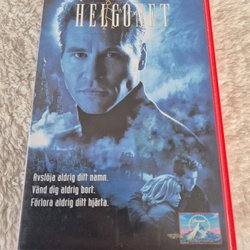 HELGONET
Avslöja aldrig ditt namn.
Vänd dig aldrig bort.
Förlora aldrig ditt hjärta.